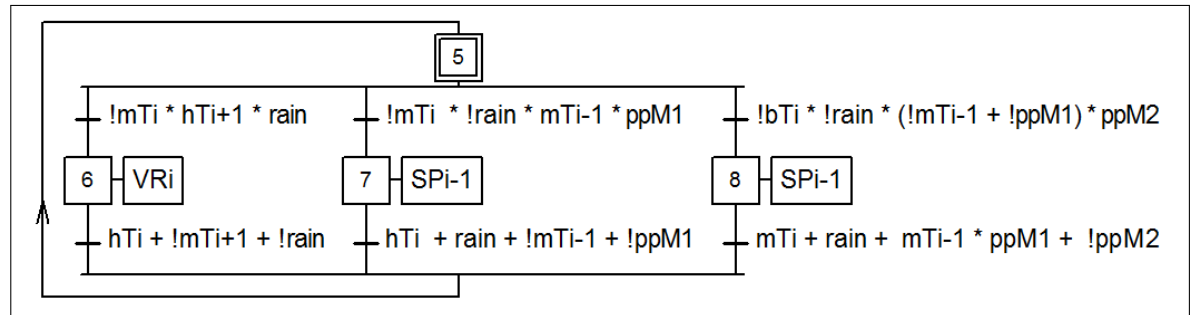 5
!mTi * hTi+1 * rain
!mTi * !rain * mTi-1 * ppM1
!bTi * !rain * (!mTi-1 + !ppM1) * ppM2
6 VRi
7 SPi-1
8 SPi-1
hTi + !mTi+1 + !rain
hTi + rain + !mTi-1 + !ppM1
mTi + rain + mTi-1 * ppM1 + !ppM2